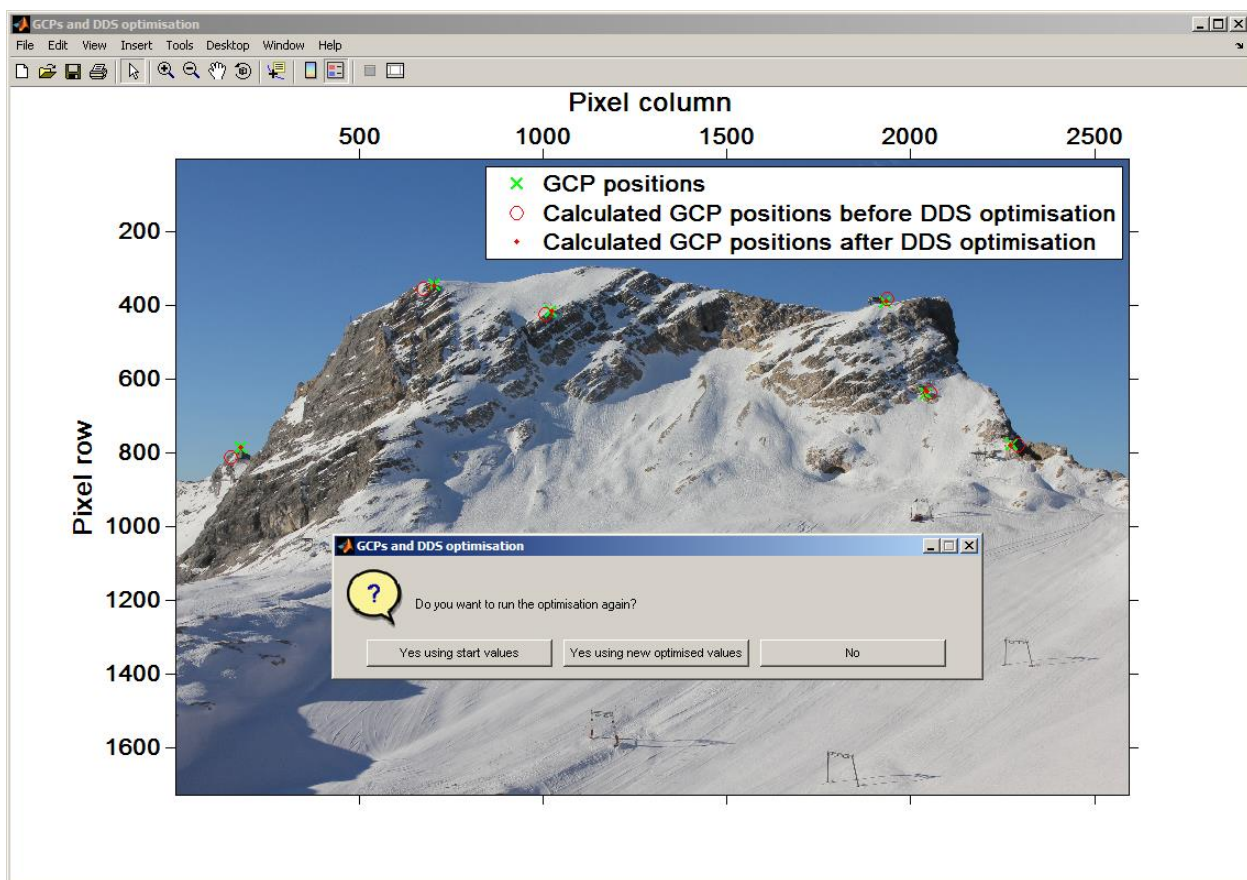 GCPs and DDS optimisation
File Edit View Insert Tools Desktop Window Help
Pixel column
500 1000 1500 2000 2500
GCP positions
Calculated GCP positions before DDS optimisation
Calculated GCP positions after DDS optimisation
Pixel row
200
400
600
800
1000
1200
1400
1600
GCPs and DDS optimisation
?
Do you want to run the optimisation again?
Yes using start values Yes using new optimised values No